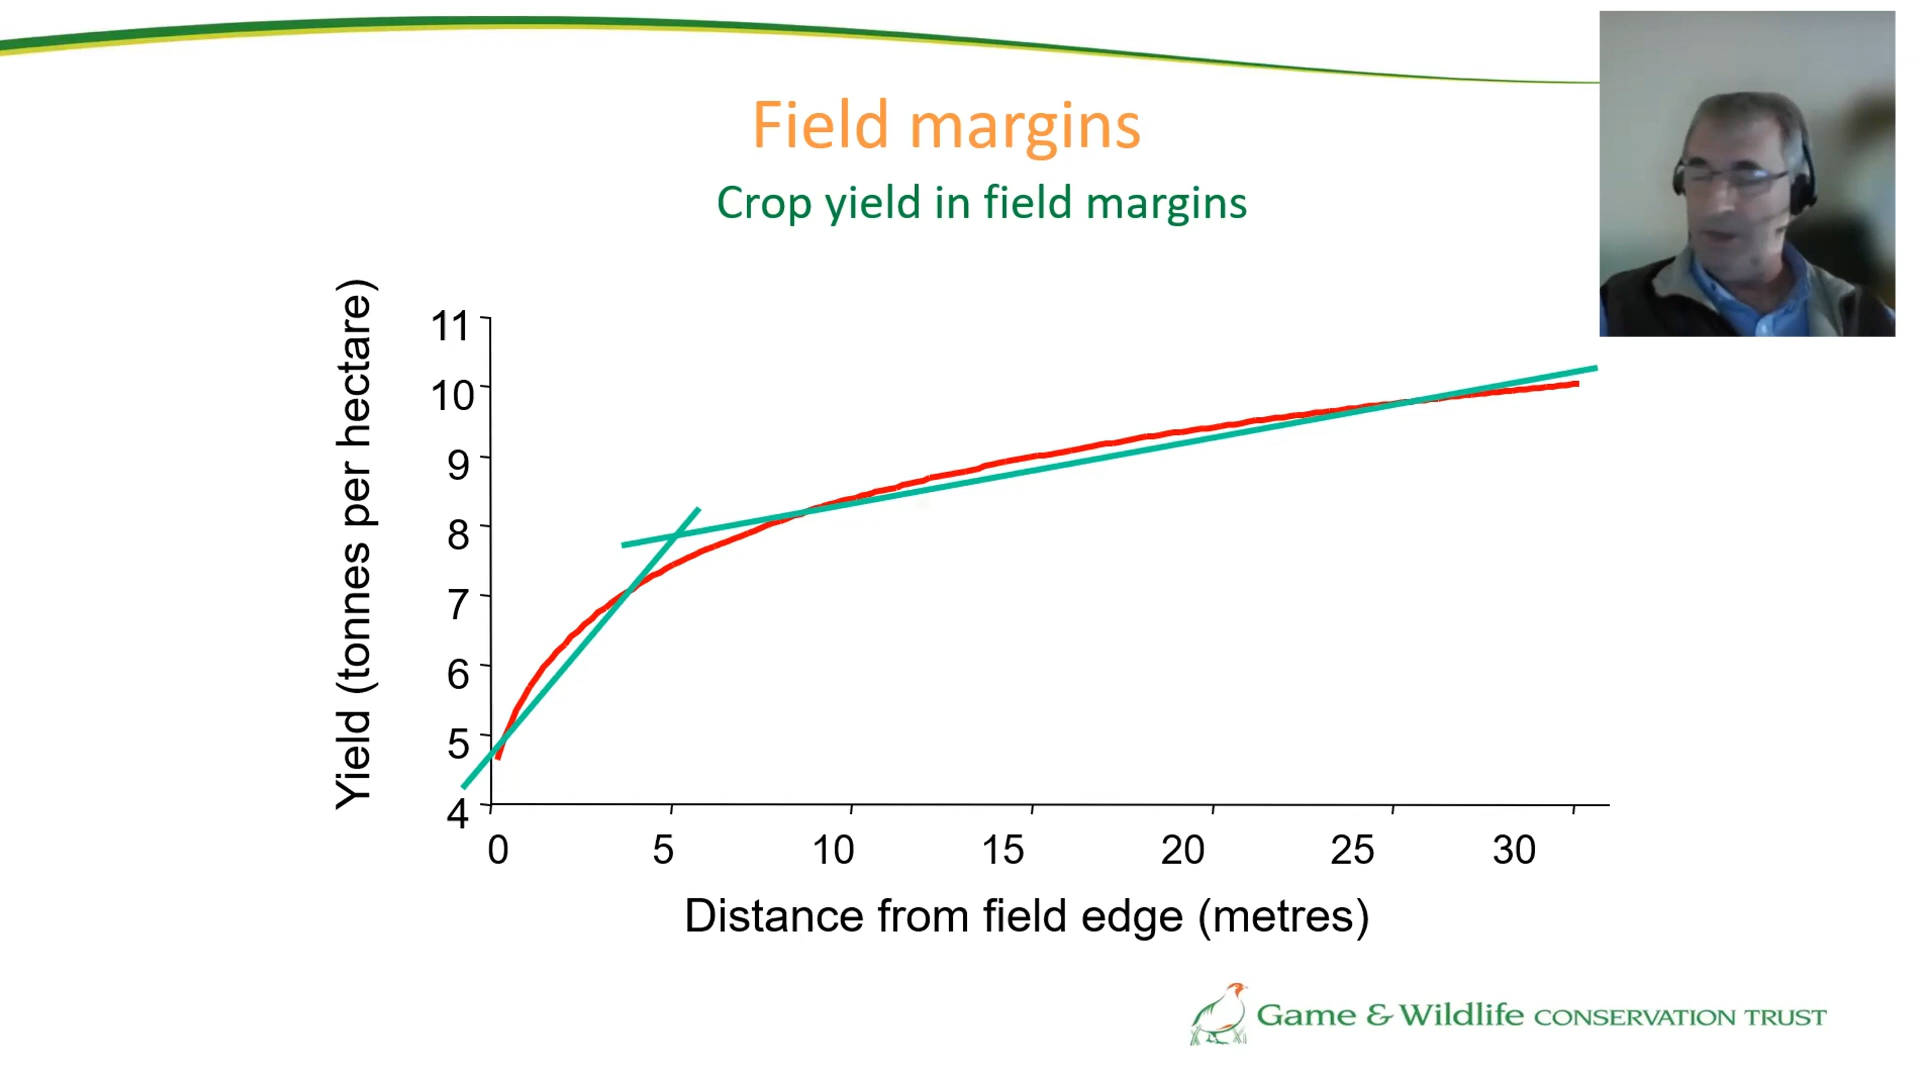 Field margins
Crop yield in field margins
Yield (tonnes per hectare)
11
10
9
8
7
6
5
4
0 5 10 15 20 25 30
Distance from field edge (metres)
Game & Wildlife CONSERVATION TRUST